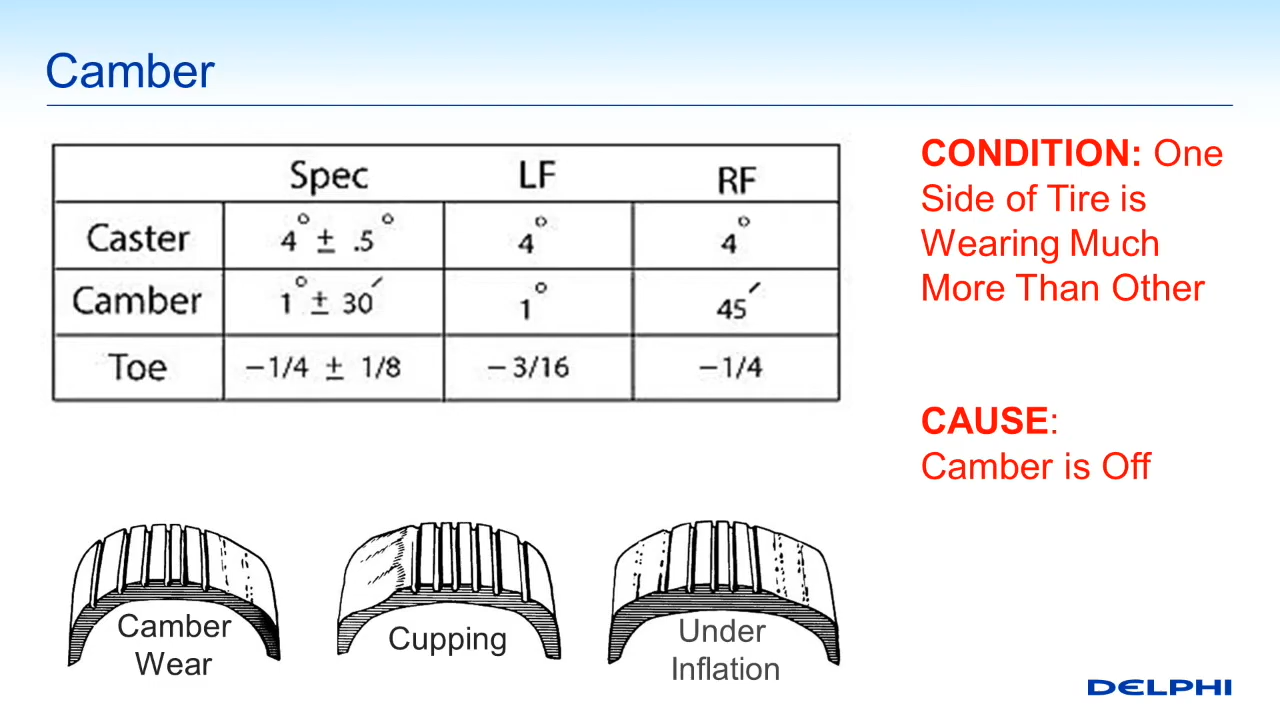 Camber
Spec LF RF
Caster 4° ± .5° 4° 4°
Camber 1° ± 30′ 1° 45′
Toe −1/4 ± 1/8 −3/16 −1/4
CONDITION: One
Side of Tire is
Wearing Much
More Than Other
CAUSE:
Camber is Off
Camber
Wear
Cupping
Under
Inflation
DELPHI